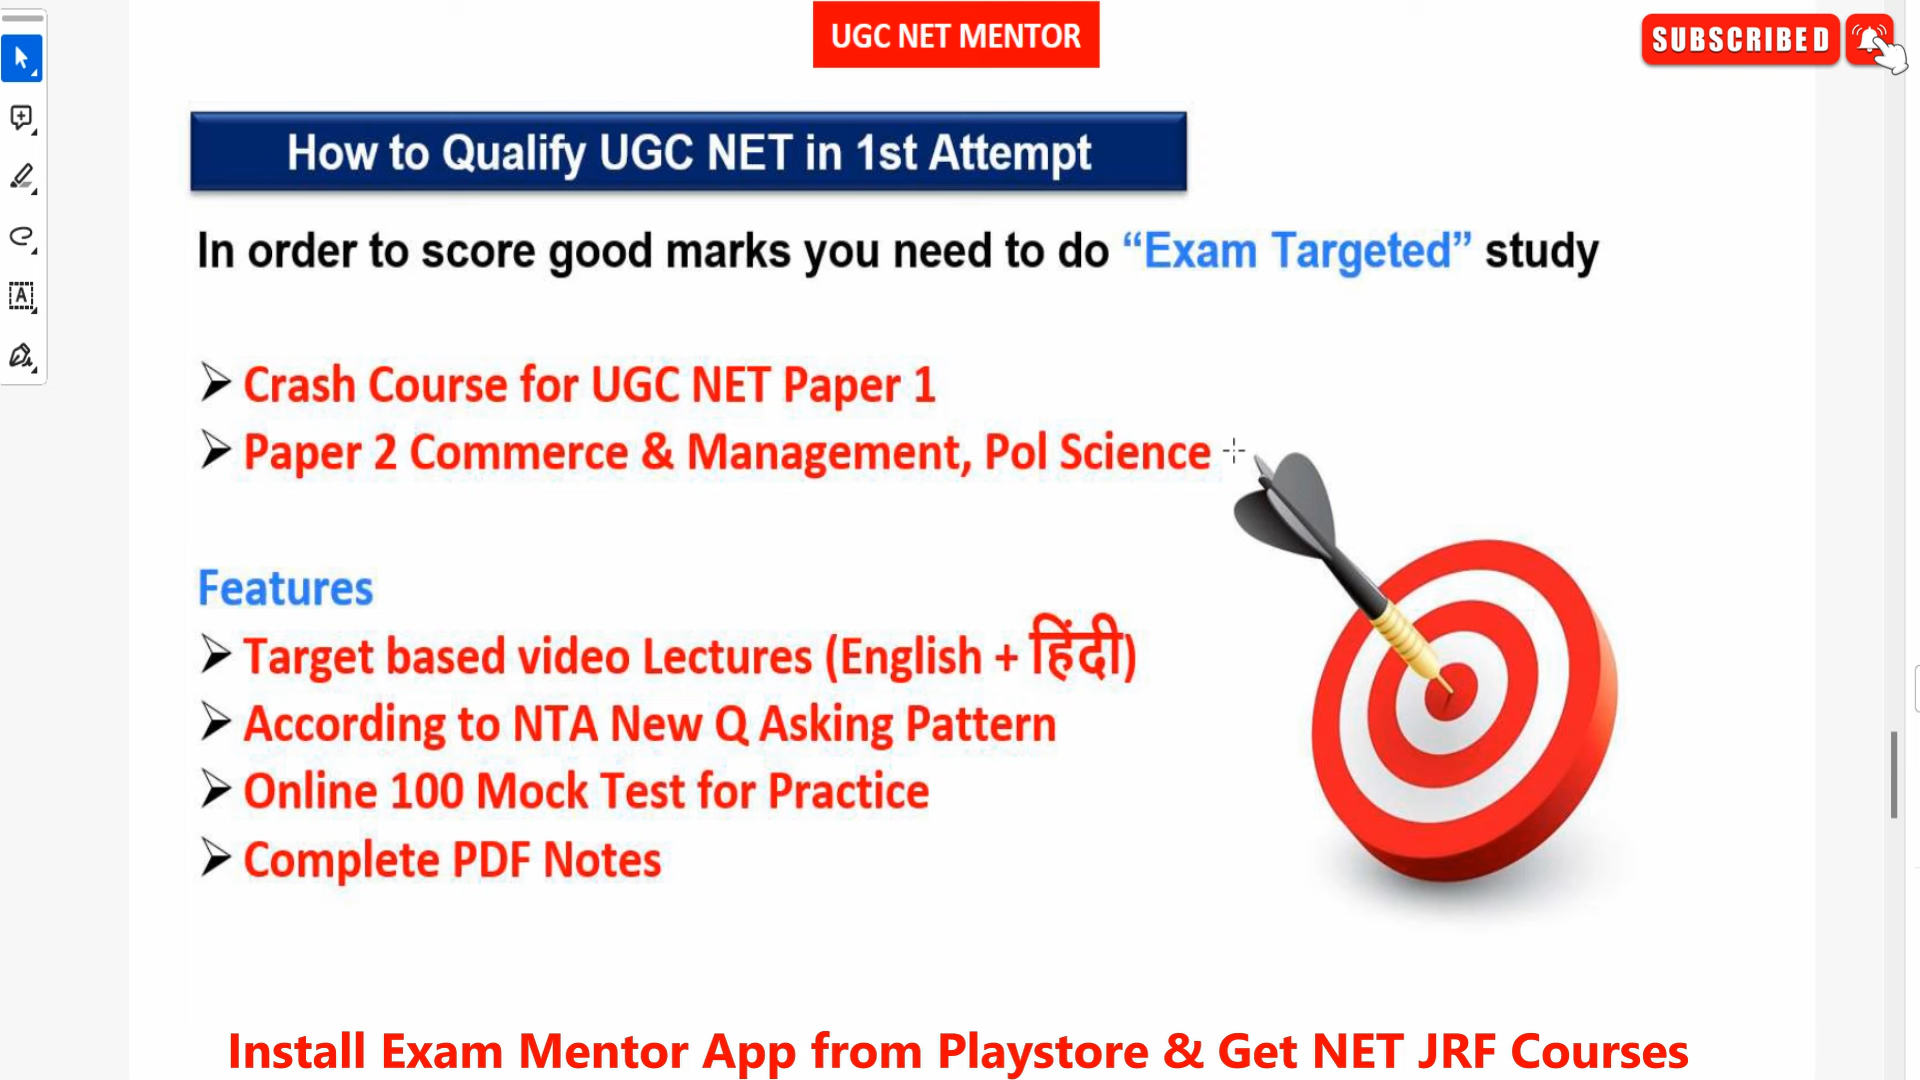 UGC NET MENTOR
SUBSCRIBED
How to Qualify UGC NET in 1st Attempt
In order to score good marks you need to do “Exam Targeted” study
➢ Crash Course for UGC NET Paper 1
➢ Paper 2 Commerce & Management, Pol Science
Features
➢ Target based video Lectures (English + हिंदी)
➢ According to NTA New Q Asking Pattern
➢ Online 100 Mock Test for Practice
➢ Complete PDF Notes
Install Exam Mentor App from Playstore & Get NET JRF Courses